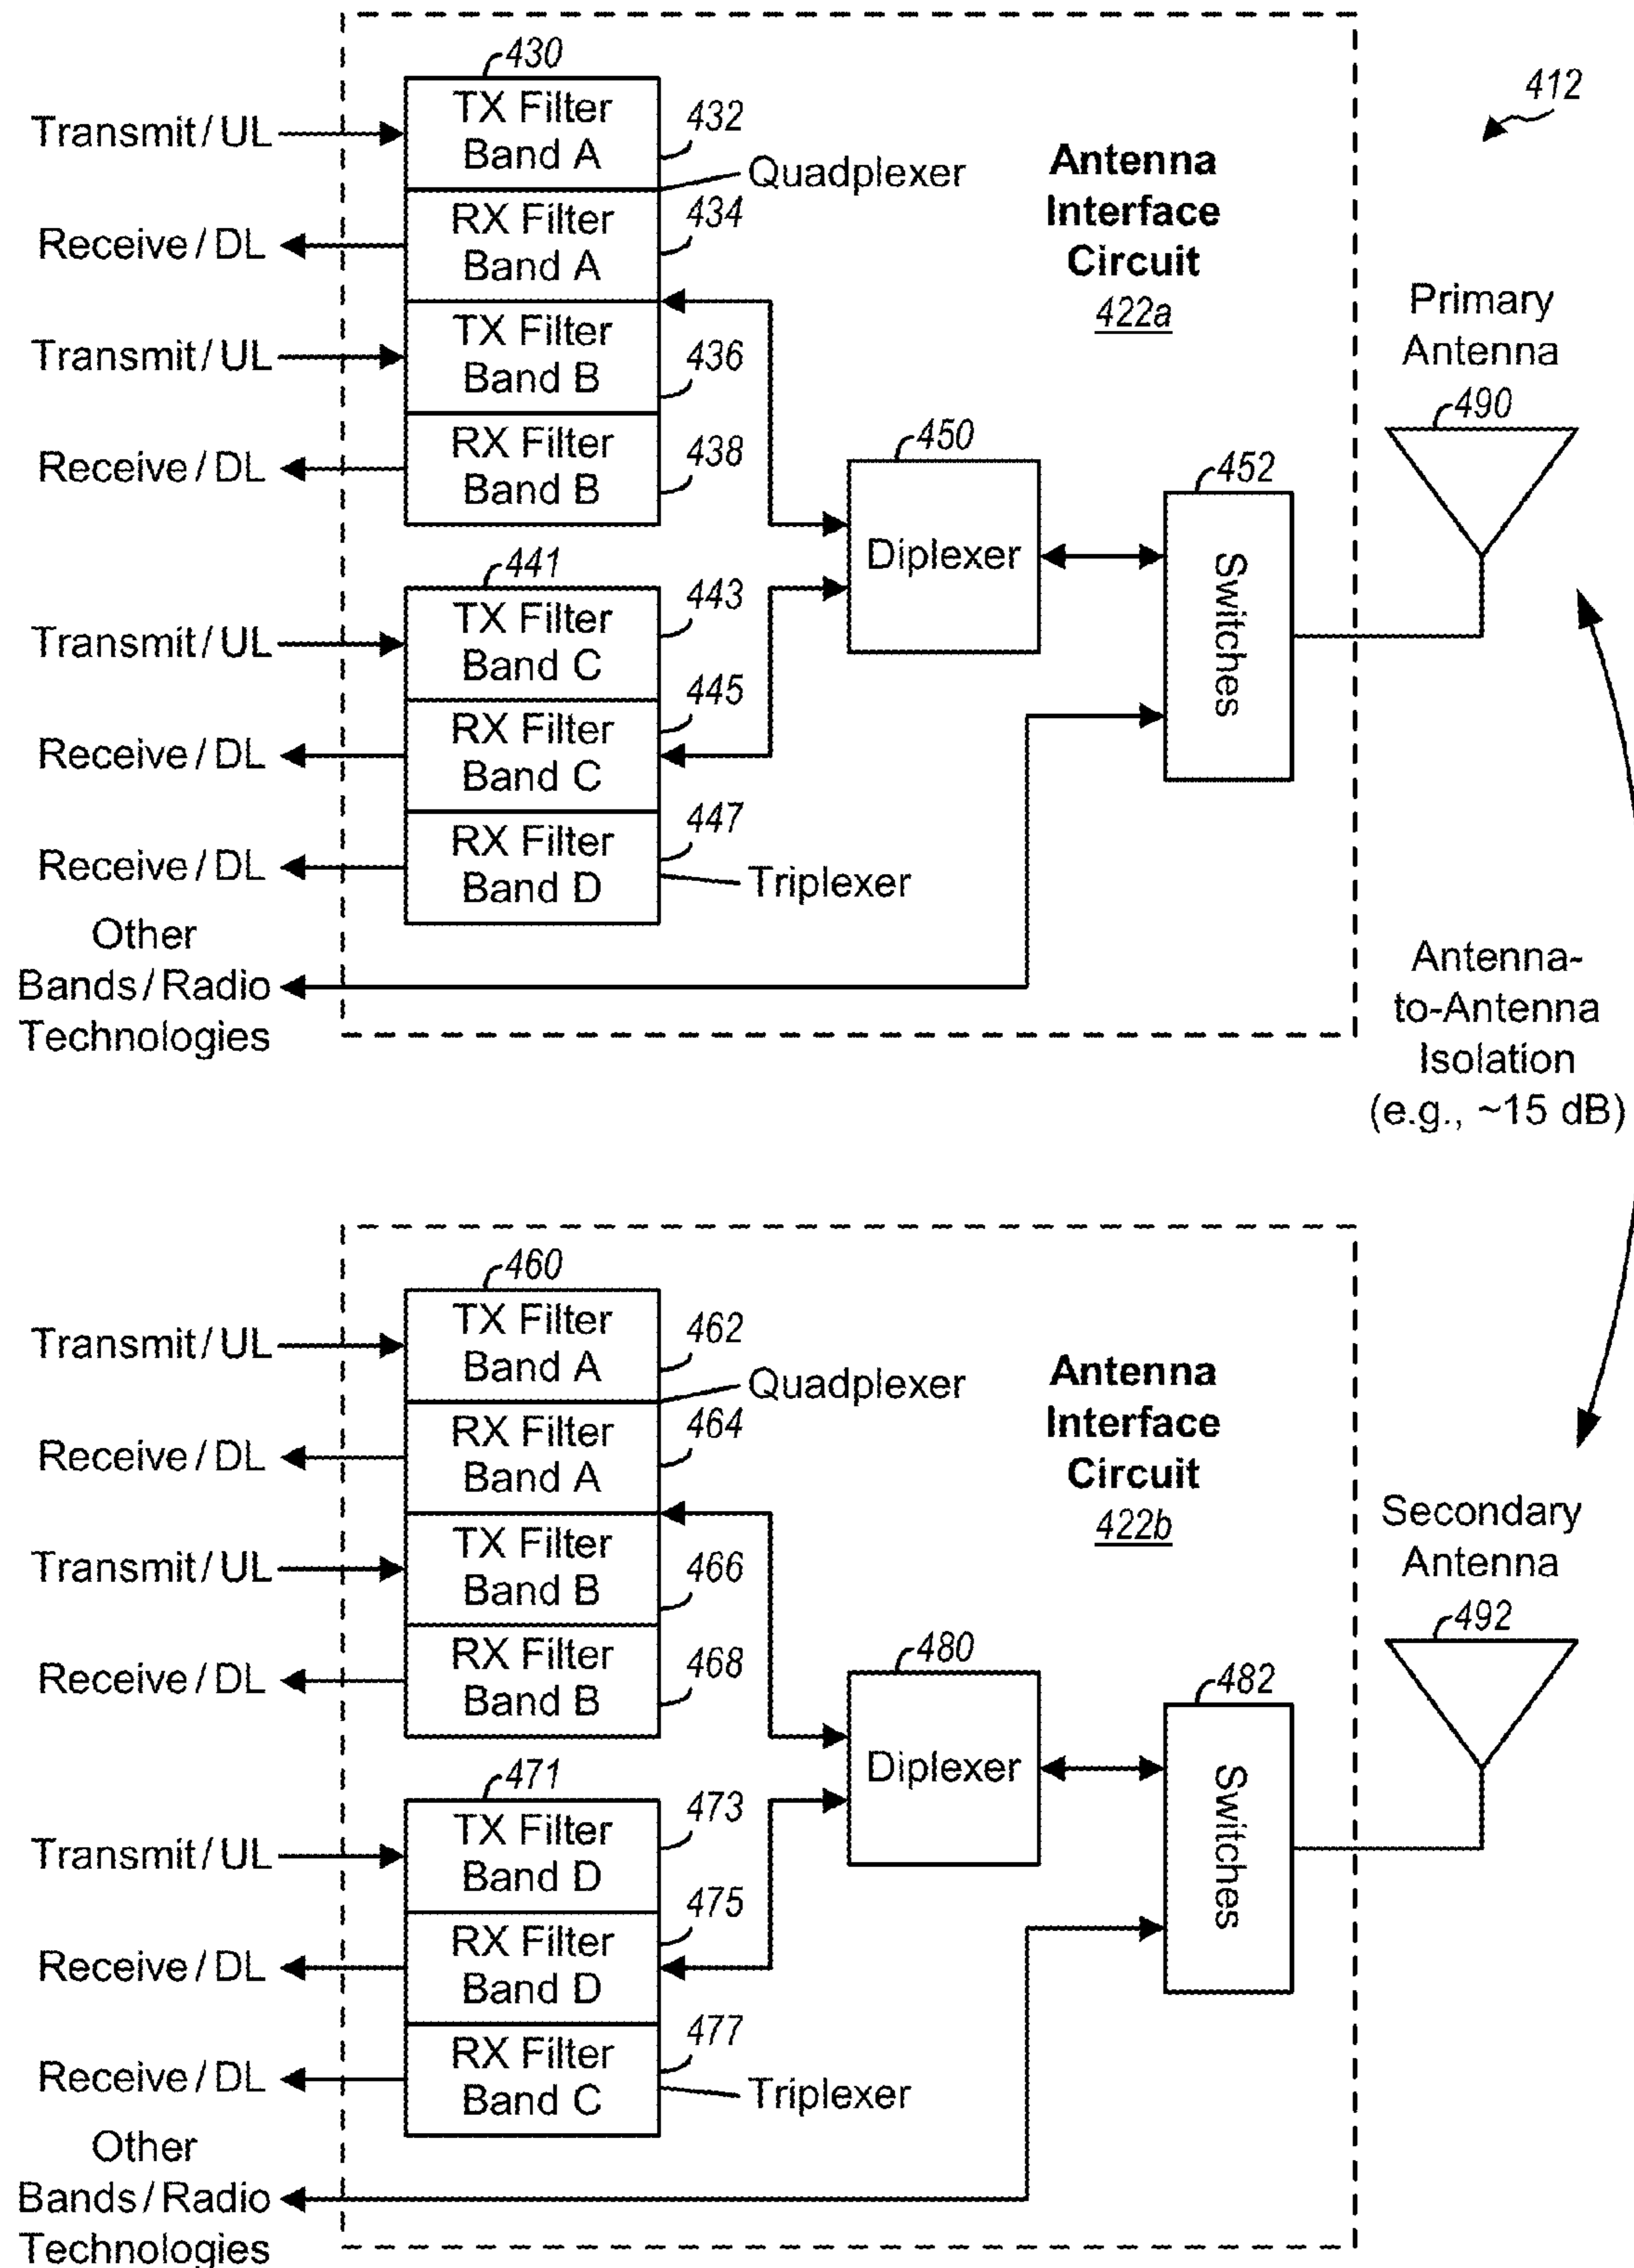 430
TX Filter
Band A
432
Transmit/UL
Quadplexer
RX Filter
Band A
434
Receive/DL
TX Filter
Band B
436
Transmit/UL
RX Filter
Band B
438
Receive/DL
Antenna
Interface
Circuit
422a
412
Primary
Antenna
490
450
Diplexer
452
Switches
441
TX Filter
Band C
443
Transmit/UL
RX Filter
Band C
445
Receive/DL
RX Filter
Band D
447
Triplexer
Receive/DL
Other
Bands/Radio
Technologies
Antenna-
to-Antenna
Isolation
(e.g., ~15 dB)
460
TX Filter
Band A
462
Transmit/UL
Quadplexer
RX Filter
Band A
464
Receive/DL
TX Filter
Band B
466
Transmit/UL
RX Filter
Band B
468
Receive/DL
Antenna
Interface
Circuit
422b
Secondary
Antenna
492
480
Diplexer
482
Switches
471
TX Filter
Band D
473
Transmit/UL
RX Filter
Band D
475
Receive/DL
RX Filter
Band C
477
Triplexer
Receive/DL
Other
Bands/Radio
Technologies